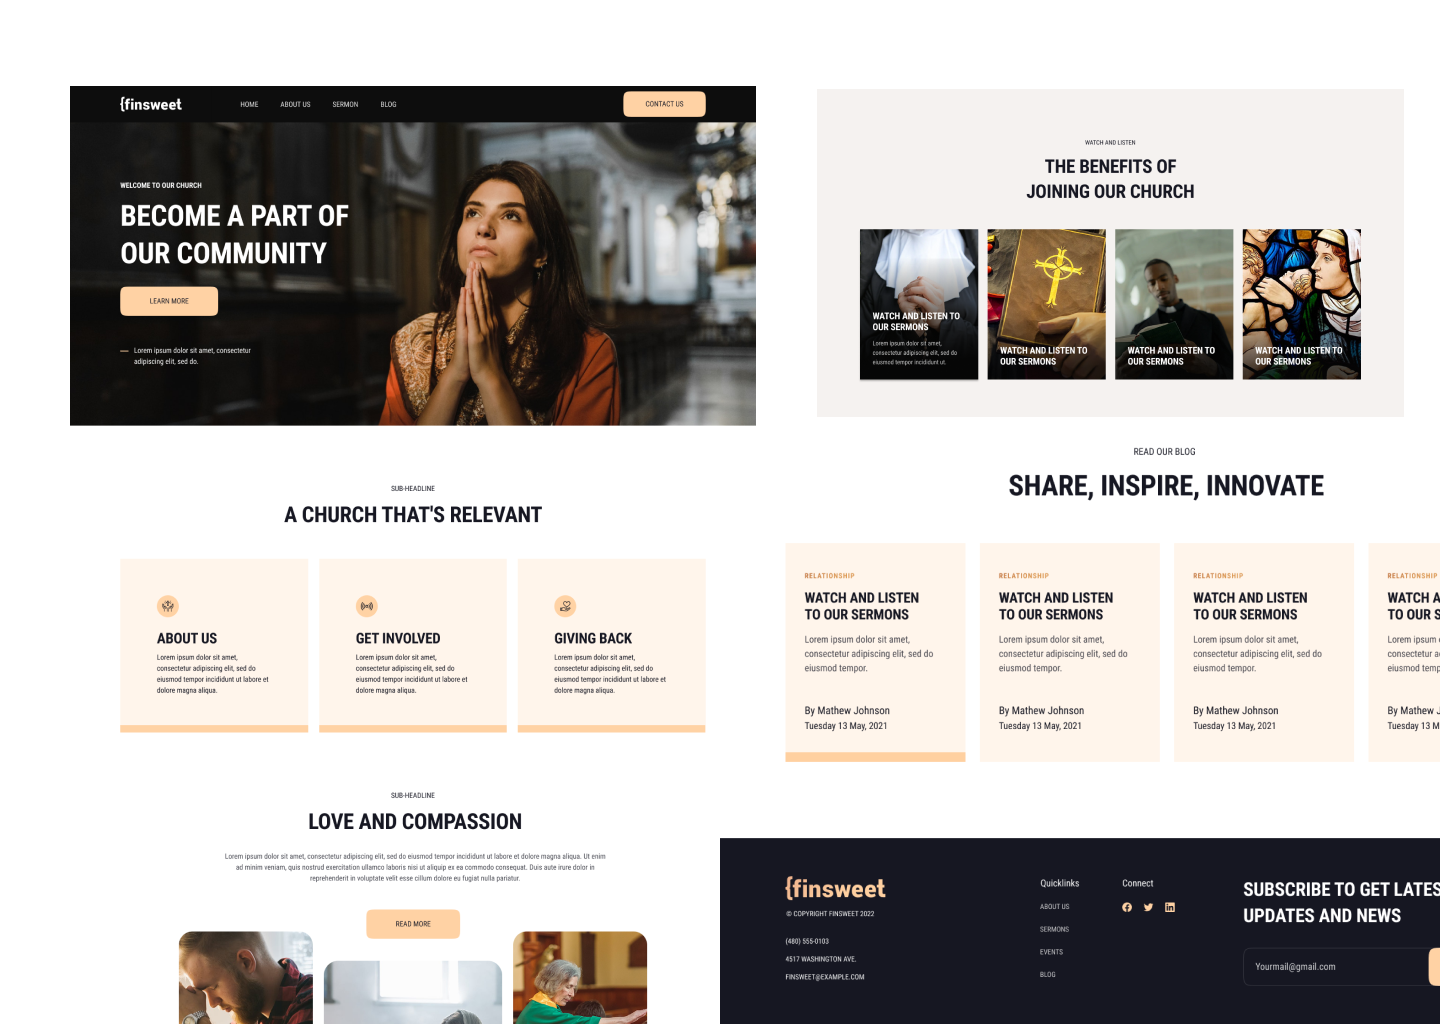 {finsweet
HOME ABOUT US SERMON BLOG
CONTACT US
WELCOME TO OUR CHURCH
BECOME A PART OF
OUR COMMUNITY
LEARN MORE
Lorem ipsum dolor sit amet, consectetur
adipiscing elit, sed do.
SUB-HEADLINE
A CHURCH THAT'S RELEVANT
ABOUT US
Lorem ipsum dolor sit amet,
consectetur adipiscing elit, sed do
eiusmod tempor incididunt ut labore et
dolore magna aliqua.
GET INVOLVED
Lorem ipsum dolor sit amet,
consectetur adipiscing elit, sed do
eiusmod tempor incididunt ut labore et
dolore magna aliqua.
GIVING BACK
Lorem ipsum dolor sit amet,
consectetur adipiscing elit, sed do
eiusmod tempor incididunt ut labore et
dolore magna aliqua.
SUB-HEADLINE
LOVE AND COMPASSION
Lorem ipsum dolor sit amet, consectetur adipiscing elit, sed do eiusmod tempor incididunt ut labore et dolore magna aliqua. Ut enim
ad minim veniam, quis nostrud exercitation ullamco laboris nisi ut aliquip ex ea commodo consequat. Duis aute irure dolor in
reprehenderit in voluptate velit esse cillum dolore eu fugiat nulla pariatur.
READ MORE
WATCH AND LISTEN
THE BENEFITS OF
JOINING OUR CHURCH
WATCH AND LISTEN TO
OUR SERMONS
Lorem ipsum dolor sit amet,
consectetur adipiscing elit, sed do
eiusmod tempor incididunt ut.
WATCH AND LISTEN TO
OUR SERMONS
WATCH AND LISTEN TO
OUR SERMONS
WATCH AND LISTEN TO
OUR SERMONS
READ OUR BLOG
SHARE, INSPIRE, INNOVATE
RELATIONSHIP
WATCH AND LISTEN
TO OUR SERMONS
Lorem ipsum dolor sit amet,
consectetur adipiscing elit, sed do
eiusmod tempor.
By Mathew Johnson
Tuesday 13 May, 2021
RELATIONSHIP
WATCH AND LISTEN
TO OUR SERMONS
Lorem ipsum dolor sit amet,
consectetur adipiscing elit, sed do
eiusmod tempor.
By Mathew Johnson
Tuesday 13 May, 2021
RELATIONSHIP
WATCH AND LISTEN
TO OUR SERMONS
Lorem ipsum dolor sit amet,
consectetur adipiscing elit, sed do
eiusmod tempor.
By Mathew Johnson
Tuesday 13 May, 2021
RELATIONSHIP
WATCH A
TO OUR S
Lorem ipsum
consectetur a
eiusmod temp
By Mathew J
Tuesday 13 M
{finsweet
© COPYRIGHT FINSWEET 2022
(480) 555-0103
4517 WASHINGTON AVE.
FINSWEET@EXAMPLE.COM
Quicklinks
ABOUT US
SERMONS
EVENTS
BLOG
Connect
SUBSCRIBE TO GET LATES
UPDATES AND NEWS
Yourmail@gmail.com